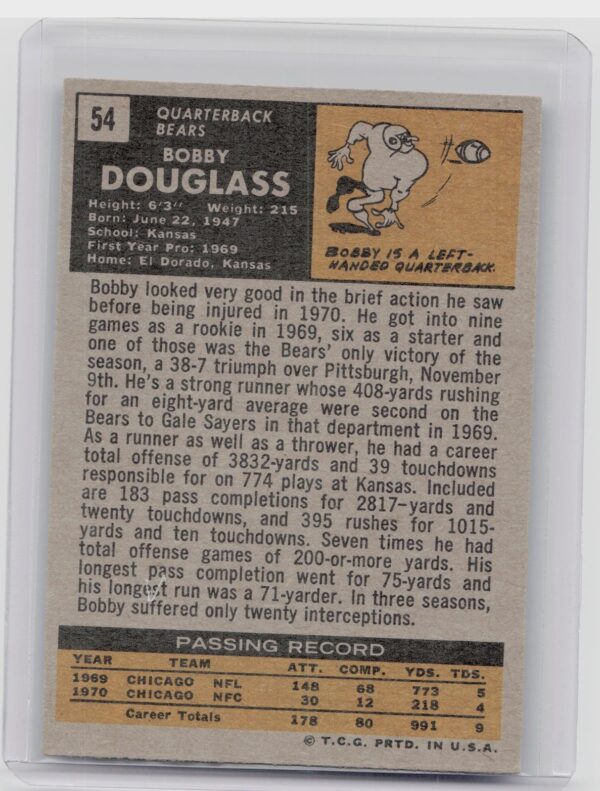 54
QUARTERBACK
BEARS
BOBBY
DOUGLASS
Height: 6'3" Weight: 215
Born: June 22, 1947
School: Kansas
First Year Pro: 1969
Home: El Dorado, Kansas
BOBBY IS A LEFT-
HANDED QUARTERBACK.
Bobby looked very good in the brief action he saw
before being injured in 1970. He got into nine
games as a rookie in 1969, six as a starter and
one of those was the Bears' only victory of the
season, a 38-7 triumph over Pittsburgh, November
9th. He's a strong runner whose 408-yards rushing
for an eight-yard average were second on the
Bears to Gale Sayers in that department in 1969.
As a runner as well as a thrower, he had a career
total offense of 3832-yards and 39 touchdowns
responsible for on 774 plays at Kansas. Included
are 183 pass completions for 2817-yards and
twenty touchdowns, and 395 rushes for 1015-
yards and ten touchdowns. Seven times he had
total offense games of 200-or-more yards. His
longest pass completion went for 75-yards and
his longest run was a 71-yarder. In three seasons,
Bobby suffered only twenty interceptions.
PASSING RECORD
YEAR TEAM ATT. COMP. YDS. TDS.
1969 CHICAGO NFL 148 68 773 5
1970 CHICAGO NFC 30 12 218 4
Career Totals 178 80 991 9
© T.C.G. PRTD. IN U.S.A.